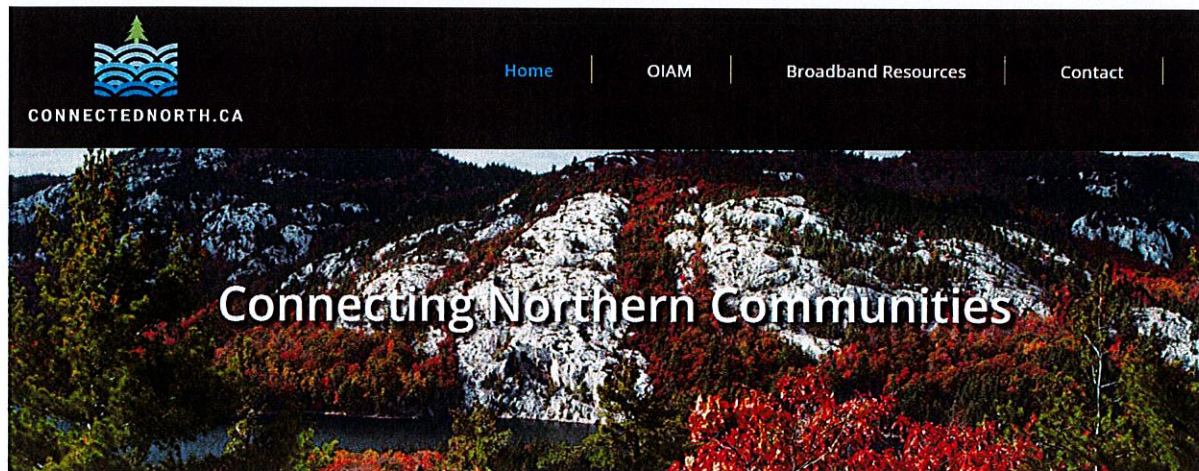 Home OIAM Broadband Resources Contact
CONNECTEDNORTH.CA
Connecting Northern Communities